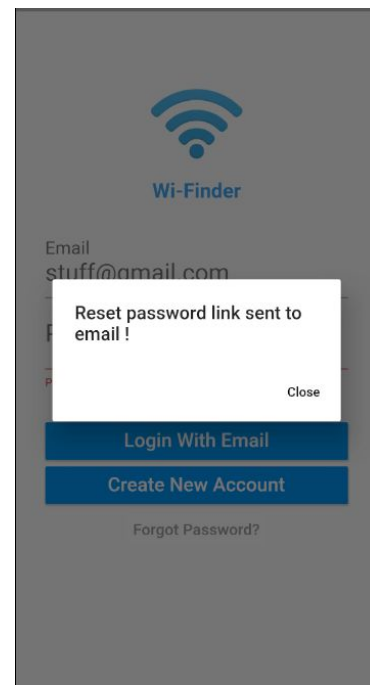 Wi-Finder
Email
stuff@gmail.com
Reset password link sent to
email !
Close
Login With Email
Create New Account
Forgot Password?